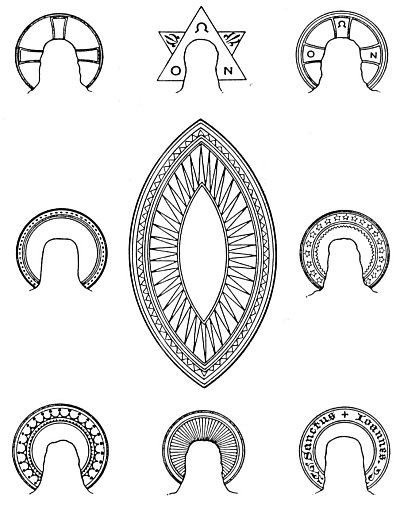 Ω
O N
O Ω N
Sanctus + Ioannes.